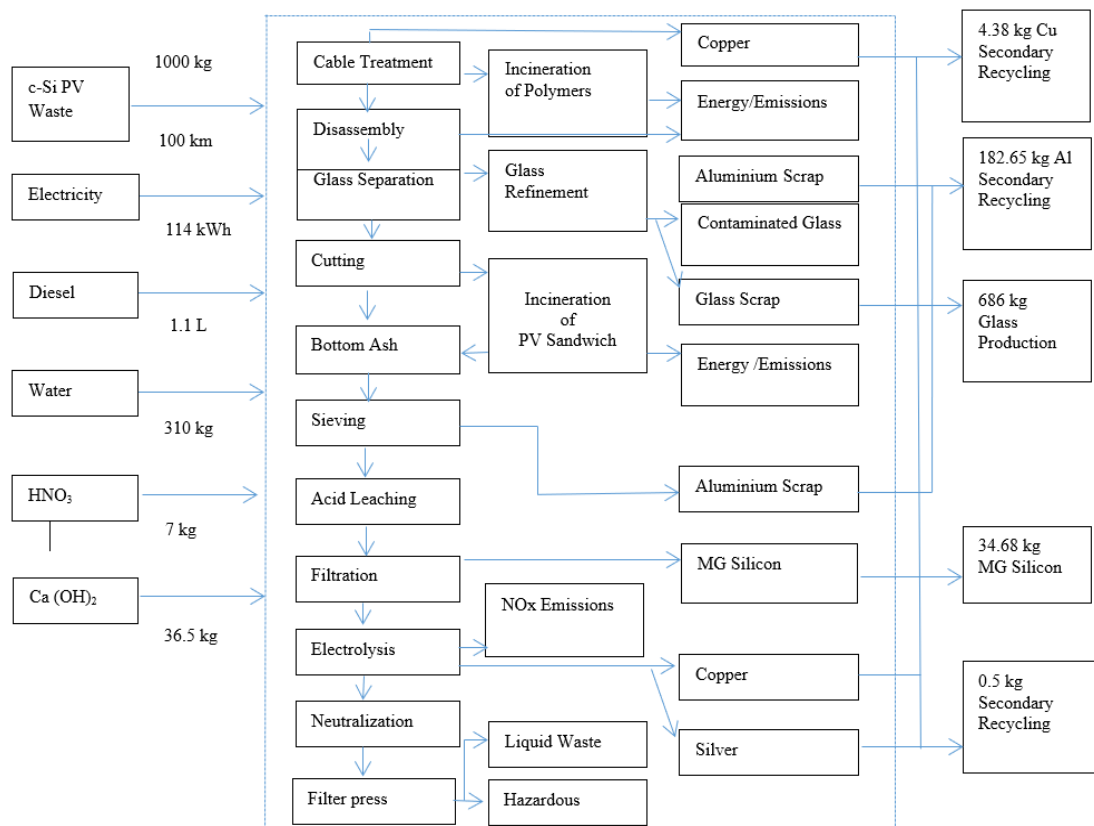 c-Si PV
Waste
1000 kg
100 km
Electricity
114 kWh
Diesel
1.1 L
Water
310 kg
HNO₃
7 kg
Ca (OH)₂
36.5 kg
Cable Treatment
Disassembly
Glass Separation
Cutting
Bottom Ash
Sieving
Acid Leaching
Filtration
Electrolysis
Neutralization
Filter press
Incineration
of Polymers
Glass
Refinement
Incineration
of
PV Sandwich
NOx Emissions
Liquid Waste
Hazardous
Copper
Energy/Emissions
Aluminium Scrap
Contaminated Glass
Glass Scrap
Energy /Emissions
Aluminium Scrap
MG Silicon
Copper
Silver
4.38 kg Cu
Secondary
Recycling
182.65 kg Al
Secondary
Recycling
686 kg
Glass
Production
34.68 kg
MG Silicon
0.5 kg
Secondary
Recycling